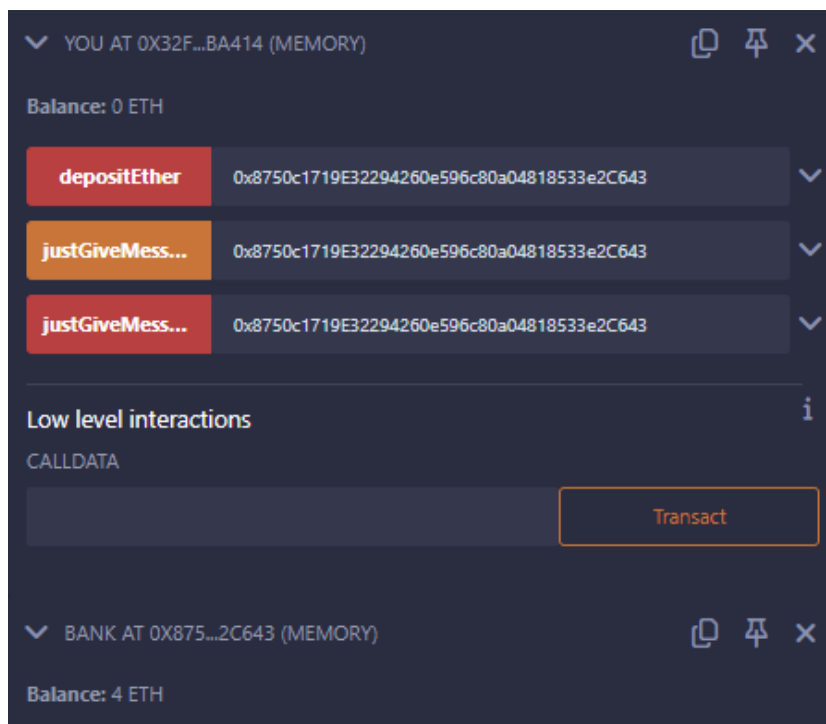 YOU AT 0X32F...BA414 (MEMORY)
Balance: 0 ETH
depositEther 0x8750c1719E32294260e596c80a04818533e2C643
justGiveMess... 0x8750c1719E32294260e596c80a04818533e2C643
justGiveMess... 0x8750c1719E32294260e596c80a04818533e2C643
Low level interactions
i
CALLDATA
Transact
BANK AT 0X875...2C643 (MEMORY)
Balance: 4 ETH